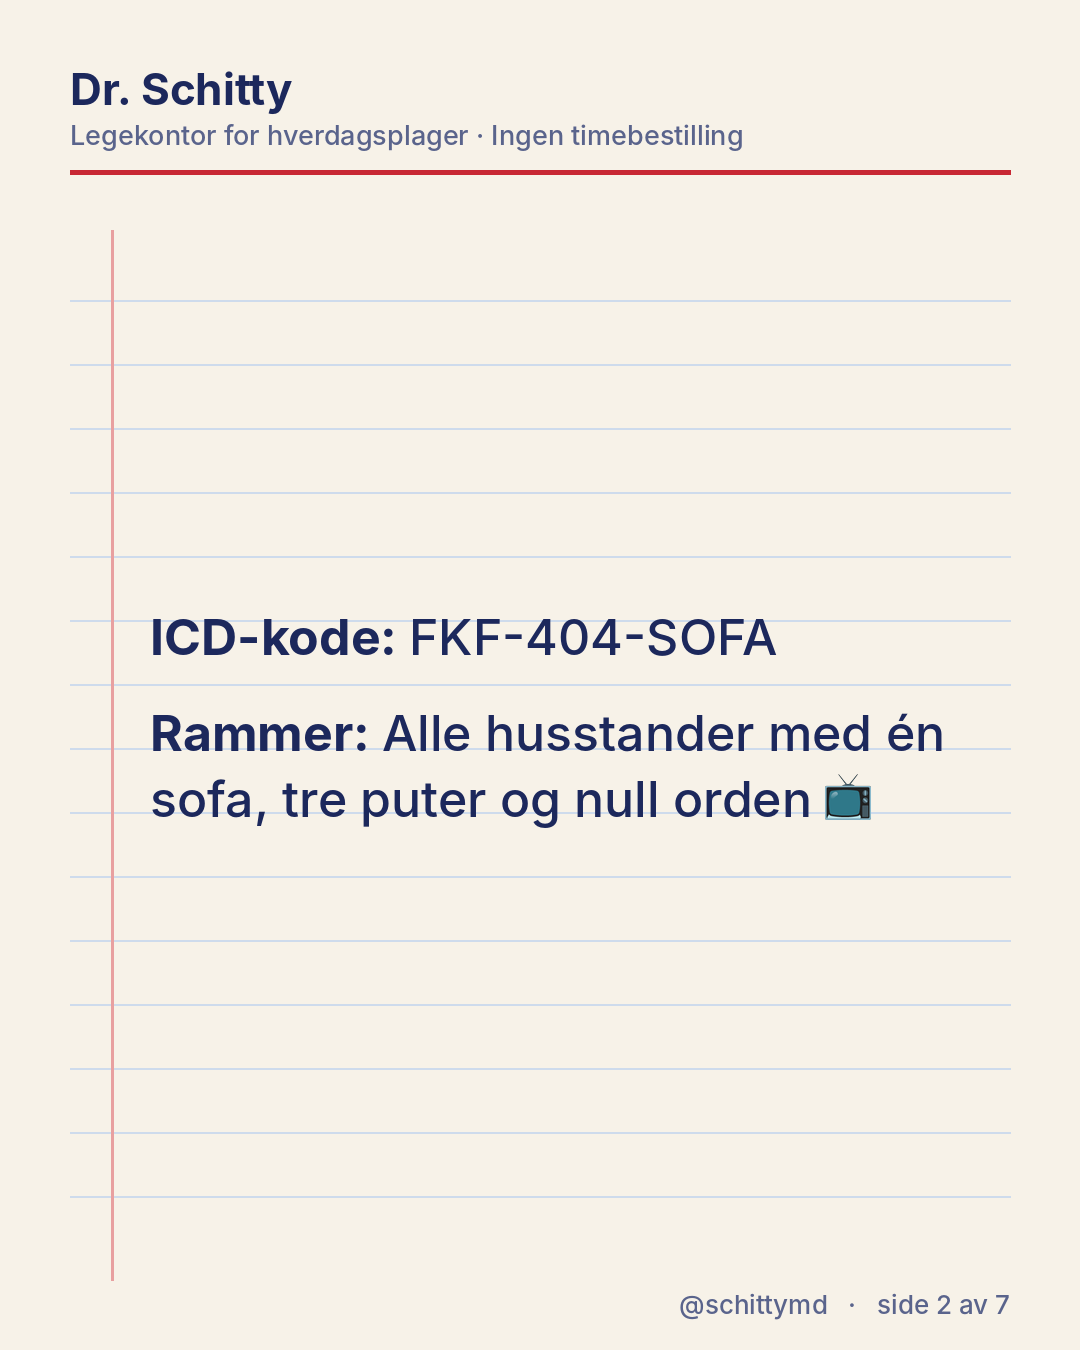 Dr. Schitty
Legekontor for hverdagsplager · Ingen timebestilling
ICD-kode: FKF-404-SOFA
Rammer: Alle husstander med én
sofa, tre puter og null orden 📺
@schittymd · side 2 av 7